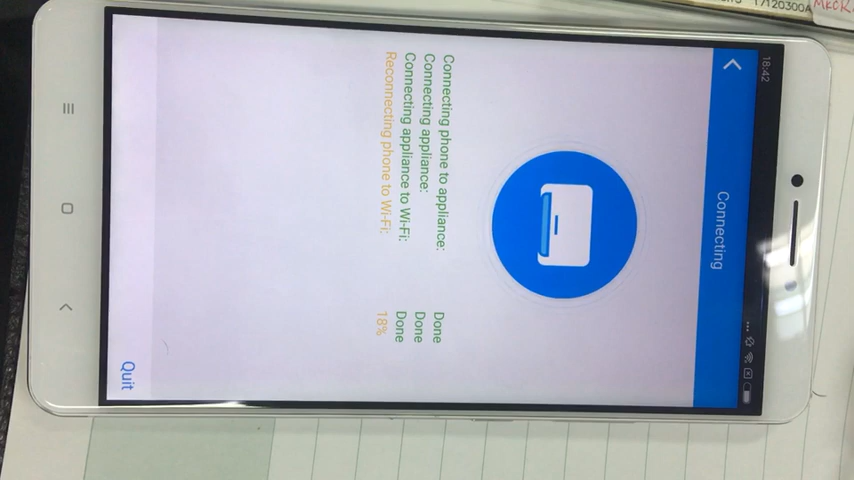 17120300A
MKCR
18:42
Connecting
Connecting phone to appliance: Done
Connecting appliance: Done
Connecting appliance to Wi-Fi: Done
Reconnecting phone to Wi-Fi: 18%
Quit